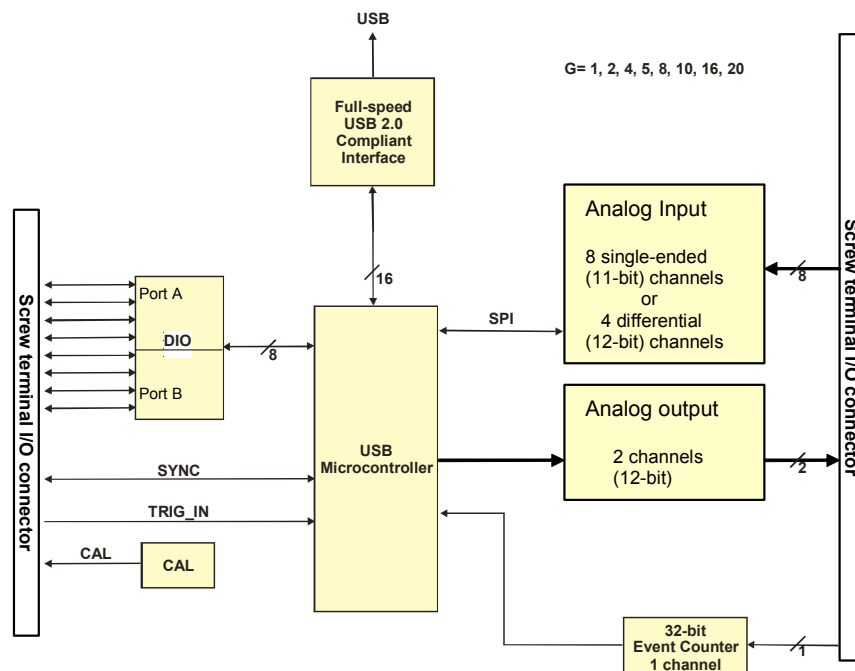 USB
G= 1, 2, 4, 5, 8, 10, 16, 20
Full-speed
USB 2.0
Compliant
Interface
16
Screw terminal I/O connector
Port A
DIO
Port B
8
SYNC
TRIG_IN
CAL
CAL
USB
Microcontroller
SPI
Analog Input
8 single-ended
(11-bit) channels
or
4 differential
(12-bit) channels
8
Analog output
2 channels
(12-bit)
2
32-bit
Event Counter
1 channel
1
Screw terminal I/O connector